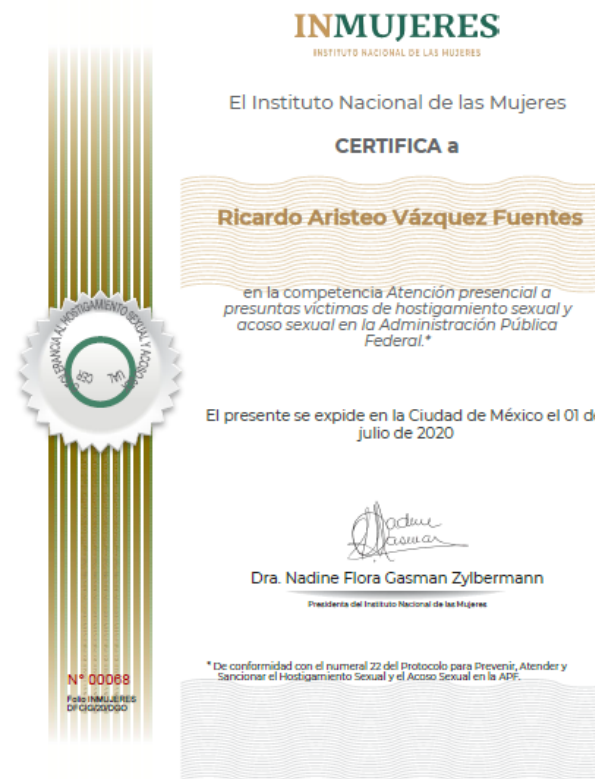 INMUJERES
INSTITUTO NACIONAL DE LAS MUJERES
El Instituto Nacional de las Mujeres
CERTIFICA a
Ricardo Aristeo Vázquez Fuentes
en la competencia Atención presencial a
presuntas víctimas de hostigamiento sexual y
acoso sexual en la Administración Pública
Federal.*
El presente se expide en la Ciudad de México el 01 de
julio de 2020
Dra. Nadine Flora Gasman Zylbermann
Presidenta del Instituto Nacional de las Mujeres
* De conformidad con el numeral 22 del Protocolo para Prevenir, Atender y
Sancionar el Hostigamiento Sexual y el Acoso Sexual en la APF.
HOSTIGAMIENTO SEXUAL Y ACOSO
N° 00068
Folio INMUJERES